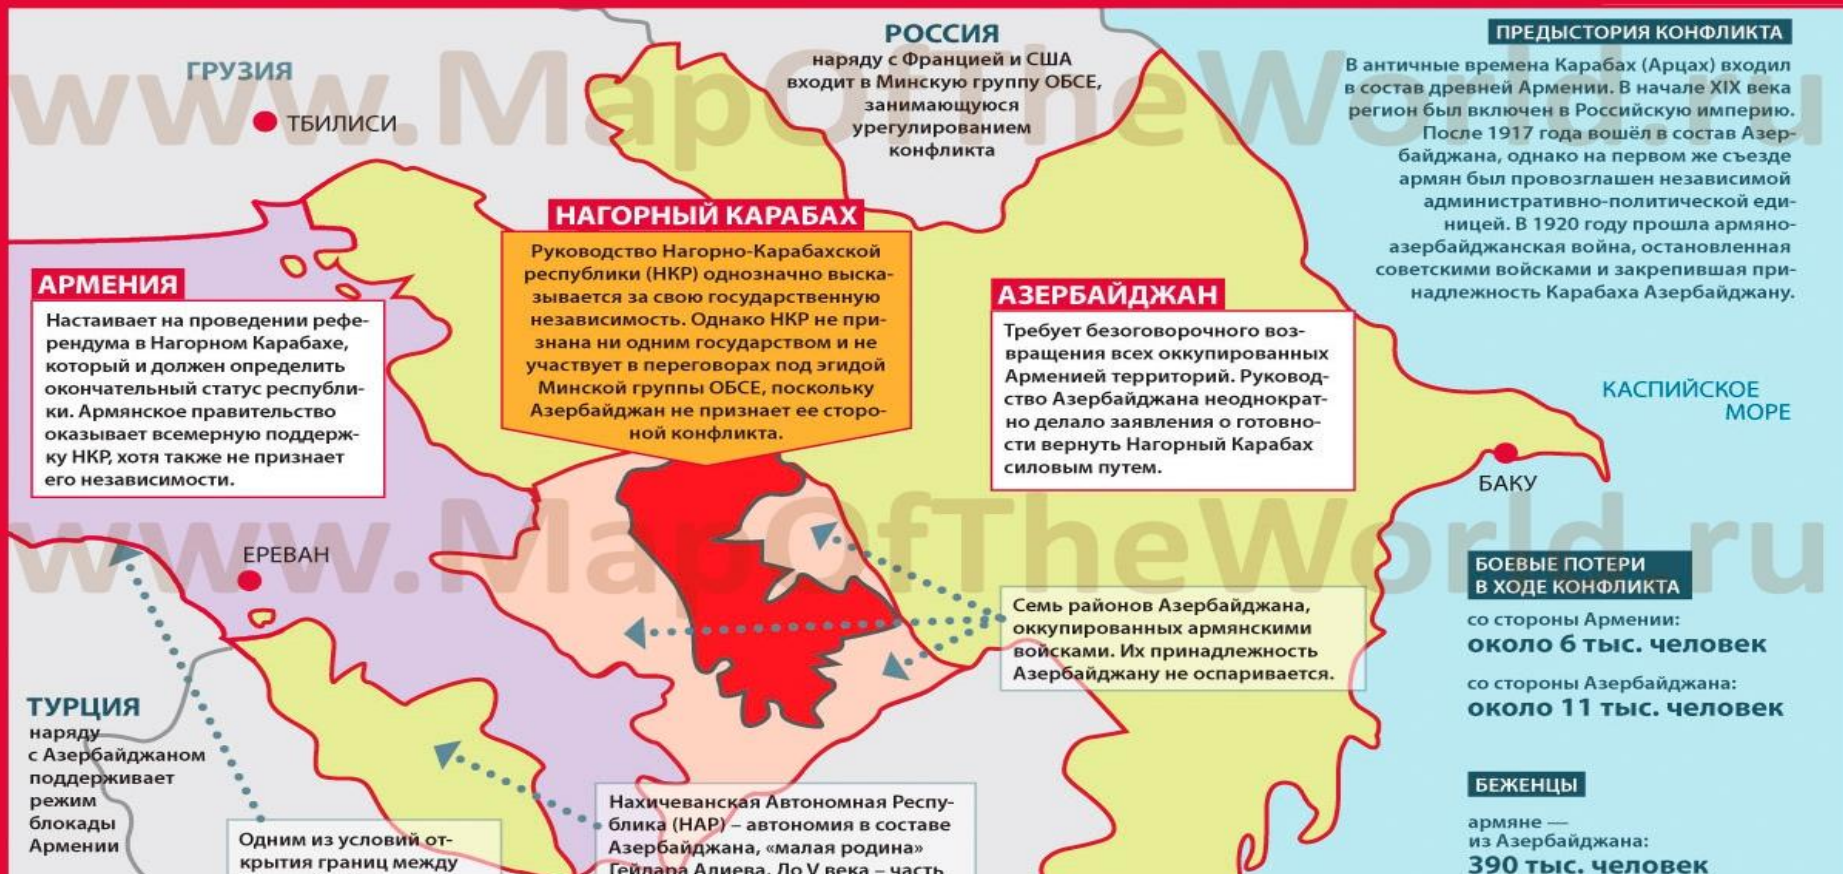 www.MapOfTheWorld.ru
ГРУЗИЯ
ТБИЛИСИ
РОССИЯ
наряду с Францией и США
входит в Минскую группу ОБСЕ,
занимающуюся
урегулированием
конфликта
ПРЕДЫСТОРИЯ КОНФЛИКТА
В античные времена Карабах (Арцах) входил
в состав древней Армении. В начале XIX века
регион был включен в Российскую империю.
После 1917 года вошёл в состав Азер-
байджана, однако на первом же съезде
армян был провозглашен независимой
административно-политической еди-
ницей. В 1920 году прошла армяно-
азербайджанская война, остановленная
советскими войсками и закрепившая при-
надлежность Карабаха Азербайджану.
НАГОРНЫЙ КАРАБАХ
Руководство Нагорно-Карабахской
республики (НКР) однозначно выска-
зывается за свою государственную
независимость. Однако НКР не при-
знана ни одним государством и не
участвует в переговорах под эгидой
Минской группы ОБСЕ, поскольку
Азербайджан не признает ее сторо-
ной конфликта.
АРМЕНИЯ
Настаивает на проведении рефе-
рендума в Нагорном Карабахе,
который и должен определить
окончательный статус республи-
ки. Армянское правительство
оказывает всемерную поддерж-
ку НКР, хотя также не признает
его независимости.
АЗЕРБАЙДЖАН
Требует безоговорочного воз-
вращения всех оккупированных
Арменией территорий. Руковод-
ство Азербайджана неоднократ-
но делало заявления о готовно-
сти вернуть Нагорный Карабах
силовым путем.
КАСПИЙСКОЕ
МОРЕ
БАКУ
www.MapOfTheWorld.ru
ЕРЕВАН
БОЕВЫЕ ПОТЕРИ
В ХОДЕ КОНФЛИКТА
со стороны Армении:
около 6 тыс. человек
со стороны Азербайджана:
около 11 тыс. человек
Семь районов Азербайджана,
оккупированных армянскими
войсками. Их принадлежность
Азербайджану не оспаривается.
ТУРЦИЯ
наряду
с Азербайджаном
поддерживает
режим
блокады
Армении
Одним из условий от-
крытия границ между
Нахичеванская Автономная Респу-
блика (НАР) – автономия в составе
Азербайджана, «малая родина»
Гейдара Алиева. До V века – часть
БЕЖЕНЦЫ
армяне —
из Азербайджана:
390 тыс. человек